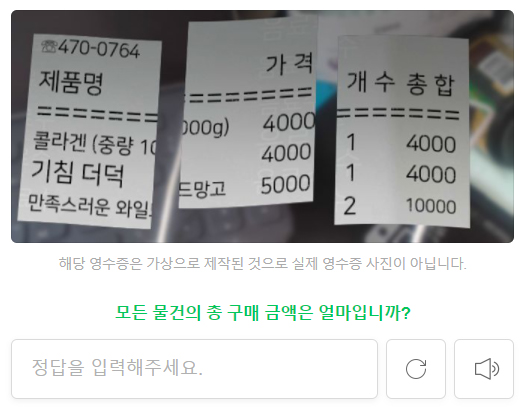 ☏470-0764
제품명 가격 개수 총합
======= ======== =======
콜라겐 (중량 10 000g) 4000 1 4000
기침 더덕 4000 1 4000
만족스러운 와일 드망고 5000 2 10000
해당 영수증은 가상으로 제작된 것으로 실제 영수증 사진이 아닙니다.
모든 물건의 총 구매 금액은 얼마입니까?
정답을 입력해주세요.